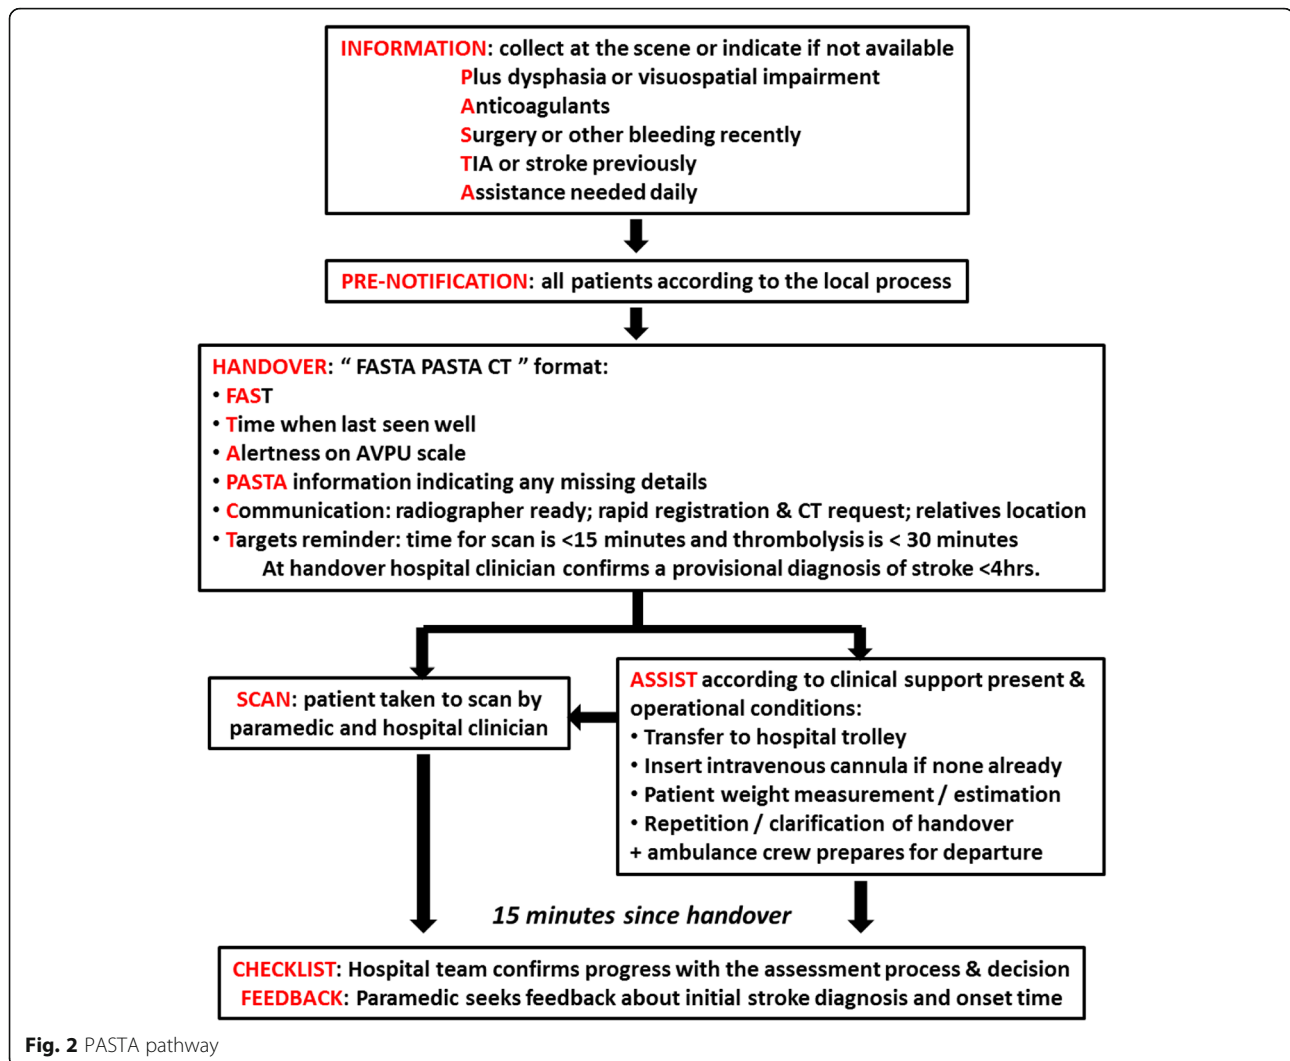 INFORMATION: collect at the scene or indicate if not available
Plus dysphasia or visuospatial impairment
Anticoagulants
Surgery or other bleeding recently
TIA or stroke previously
Assistance needed daily
PRE-NOTIFICATION: all patients according to the local process
HANDOVER: “ FASTA PASTA CT ” format:
• FAST
• Time when last seen well
• Alertness on AVPU scale
• PASTA information indicating any missing details
• Communication: radiographer ready; rapid registration & CT request; relatives location
• Targets reminder: time for scan is <15 minutes and thrombolysis is < 30 minutes
At handover hospital clinician confirms a provisional diagnosis of stroke <4hrs.
SCAN: patient taken to scan by
paramedic and hospital clinician
ASSIST according to clinical support present &
operational conditions:
• Transfer to hospital trolley
• Insert intravenous cannula if none already
• Patient weight measurement / estimation
• Repetition / clarification of handover
+ ambulance crew prepares for departure
15 minutes since handover
CHECKLIST: Hospital team confirms progress with the assessment process & decision
FEEDBACK: Paramedic seeks feedback about initial stroke diagnosis and onset time
Fig. 2 PASTA pathway